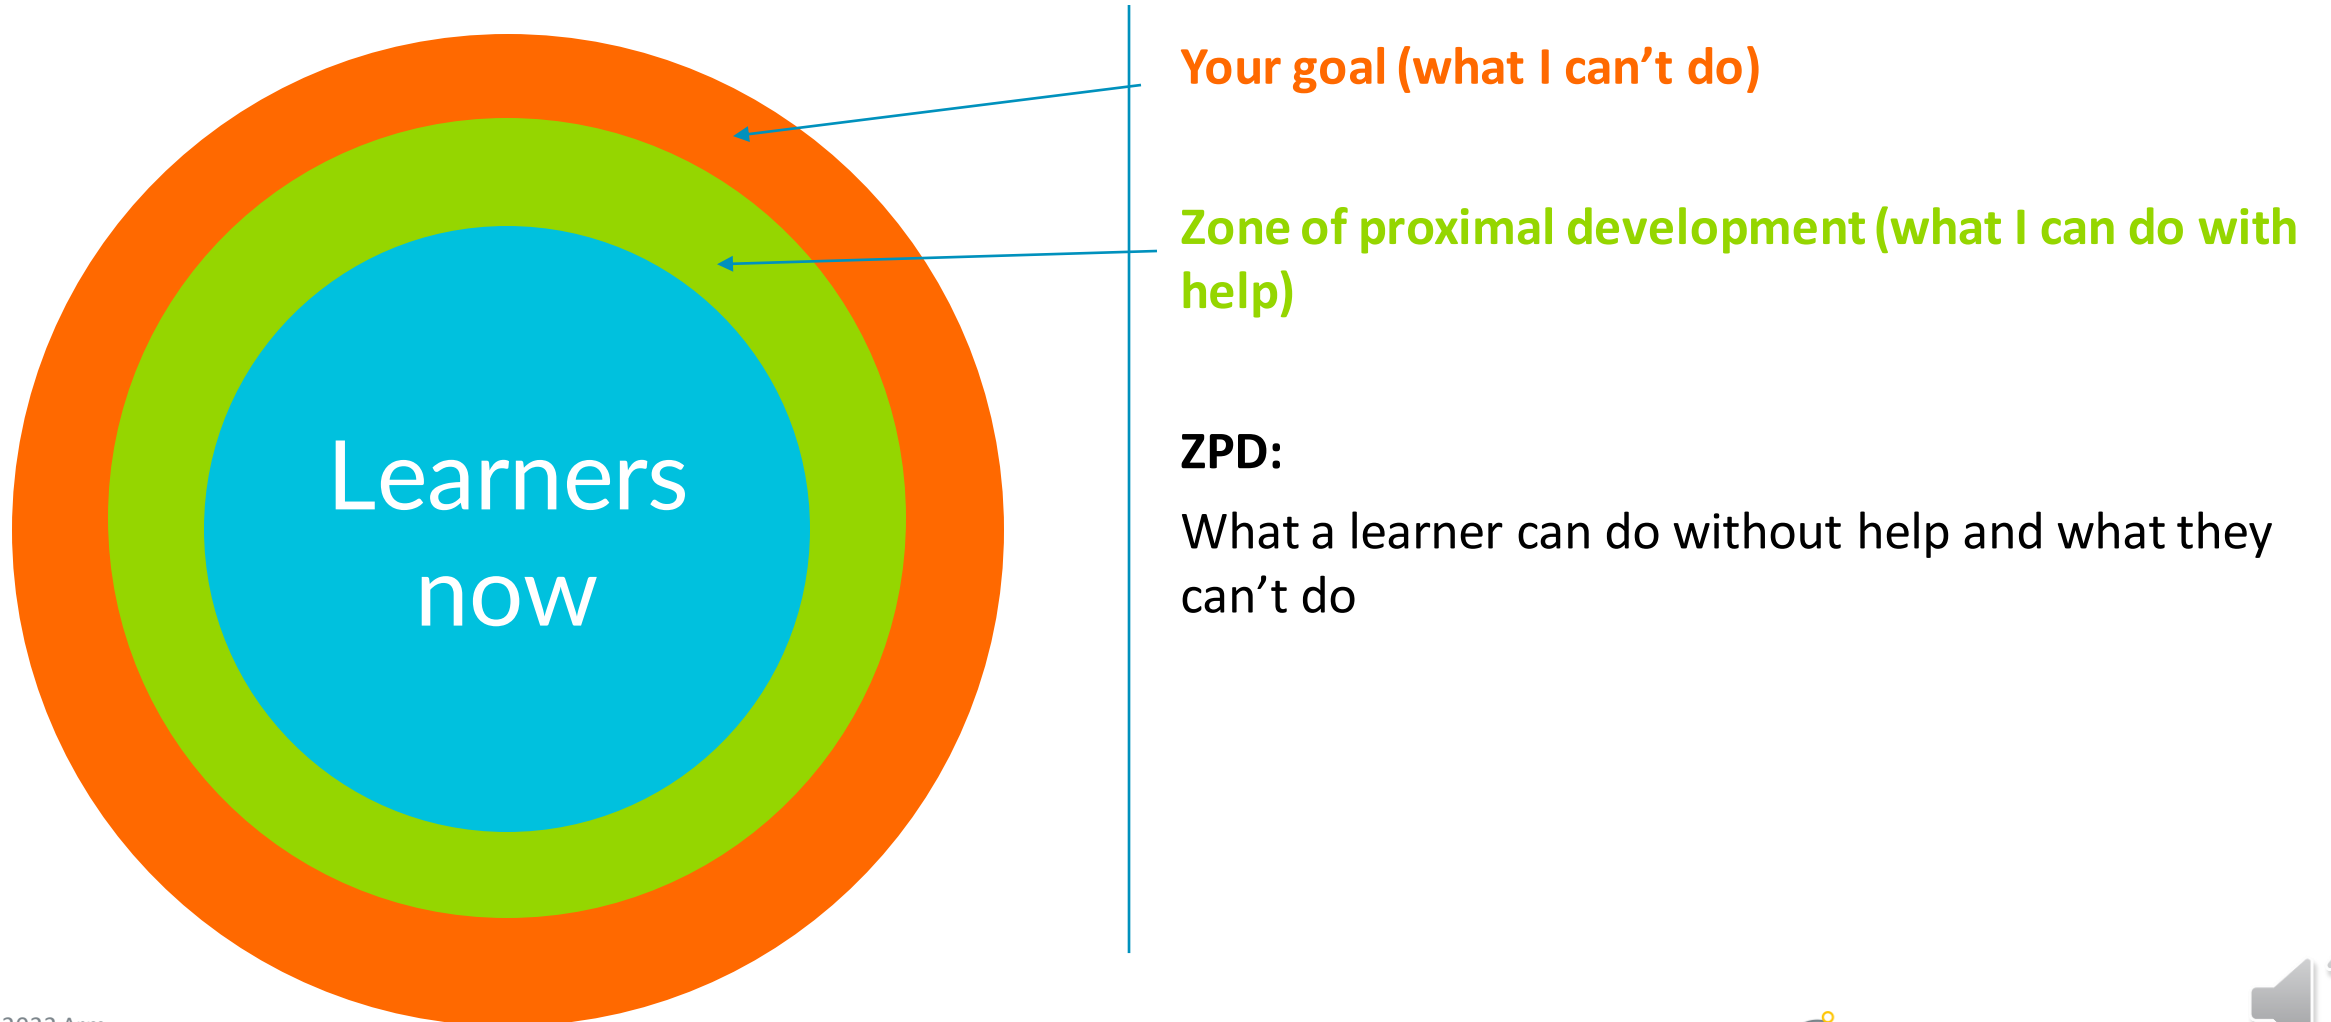 Your goal (what I can’t do)
Zone of proximal development (what I can do with
help)
Learners
now
ZPD:
What a learner can do without help and what they
can’t do